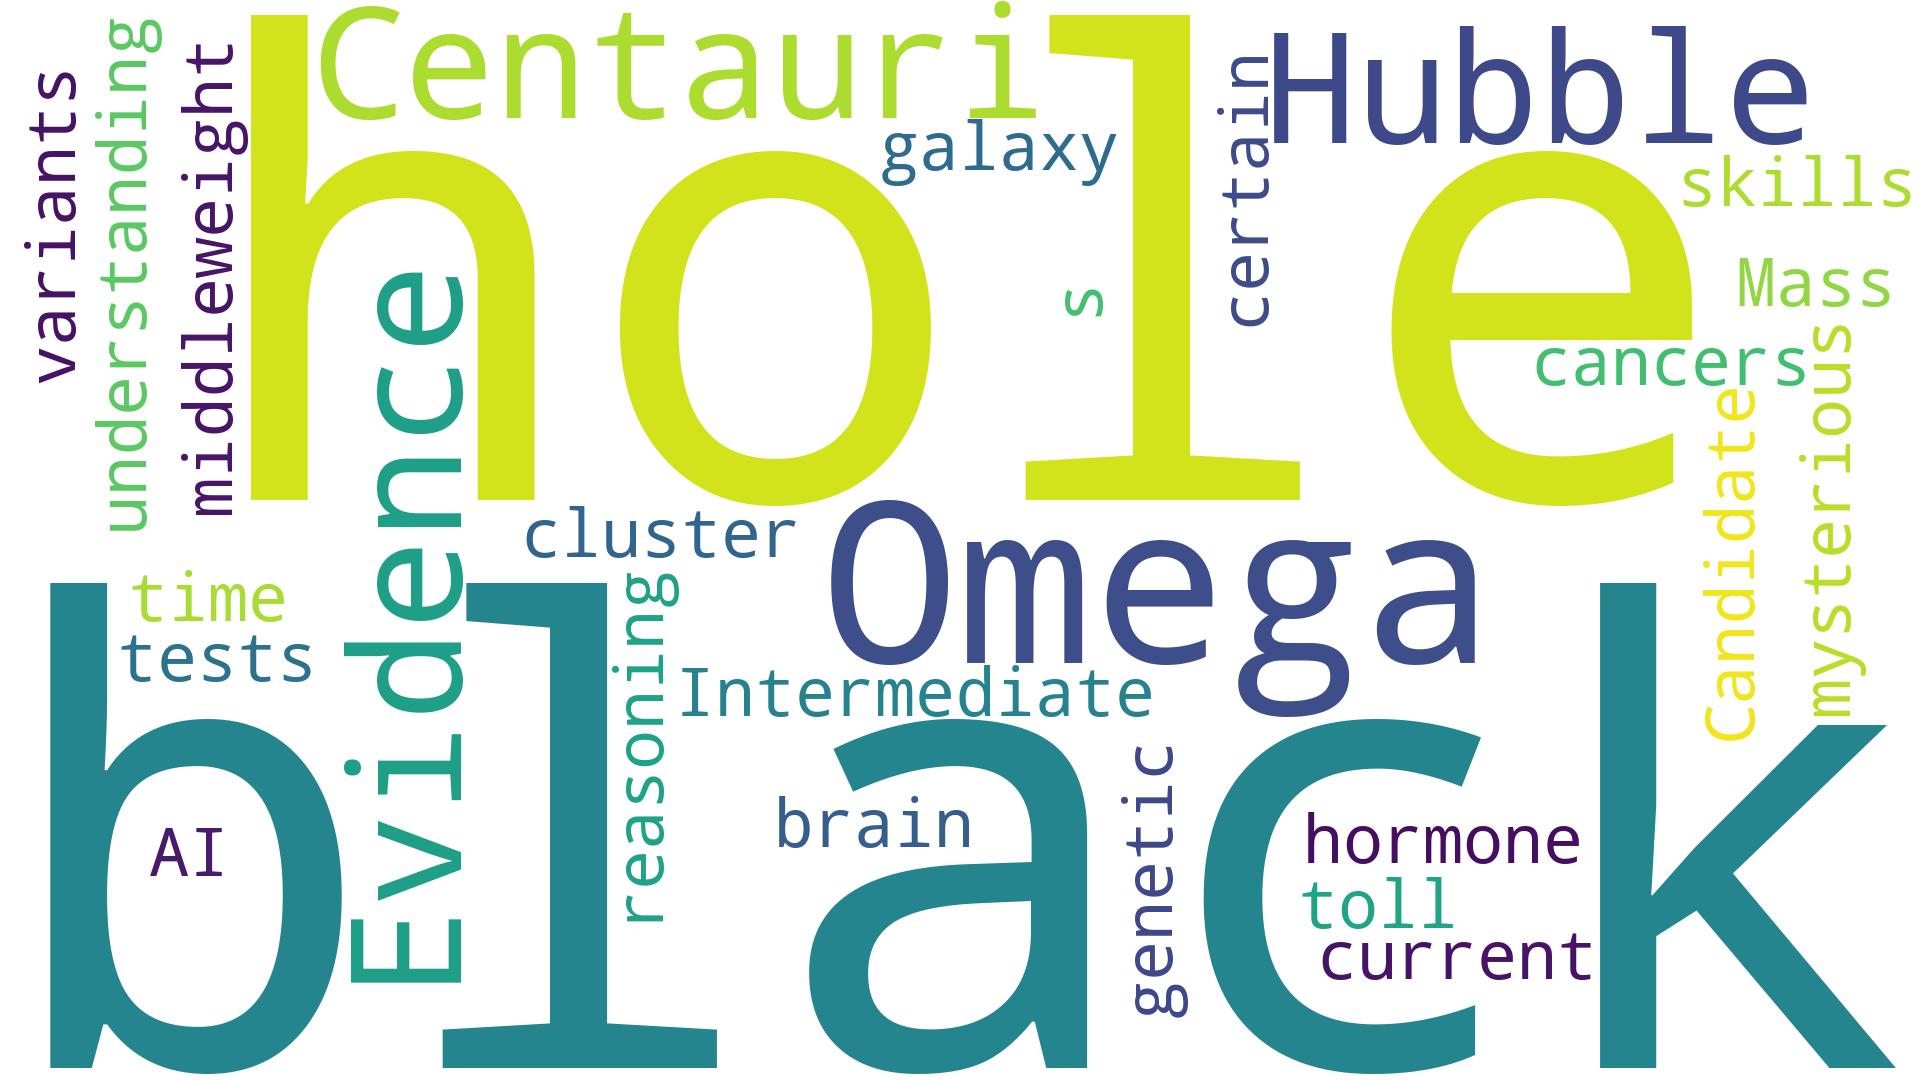 variants
understanding
middleweight
hole
Centauri
galaxy
s
certain
Hubble
skills
Mass
cancers
Candidate
mysterious
Evidence
cluster
Omega
time
tests
reasoning
Intermediate
black
AI
brain
genetic
hormone
toll
current